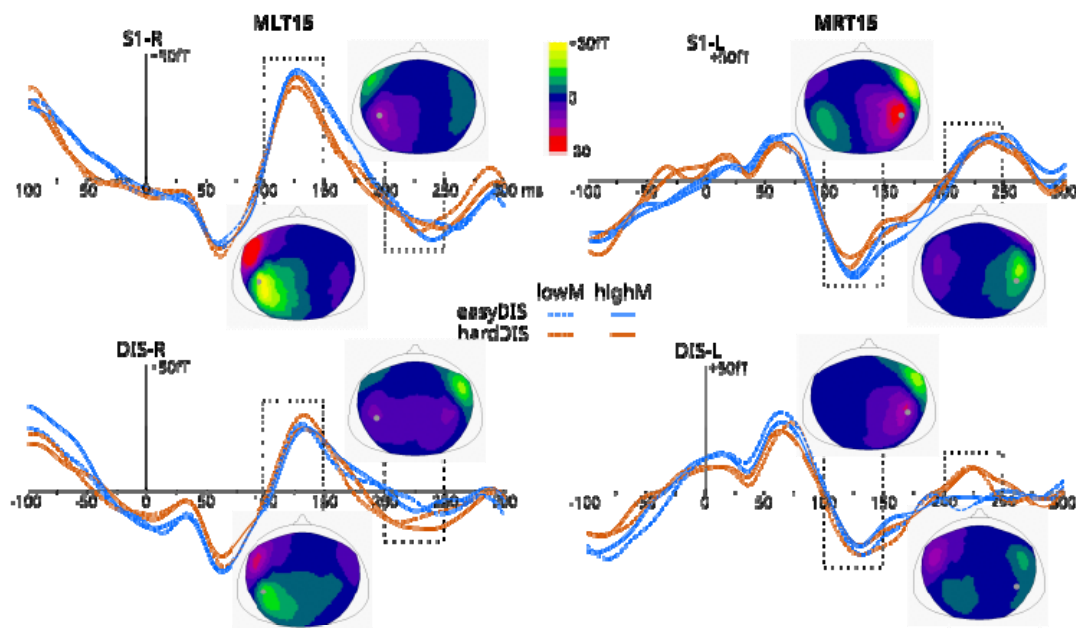 MLT15
MRT15
S1-R
-50fT
+30fT
0
-30
S1-L
+50fT
-100 -50 0 50 100 150 200 250 300 ms
-100 -50 0 50 100 150 200 250 300
lowM highM
easyDIS
hardDIS
DIS-R
-50fT
DIS-L
+50fT
-100 -50 0 50 100 150 200 250 300
-100 -50 0 50 100 150 200 250 300